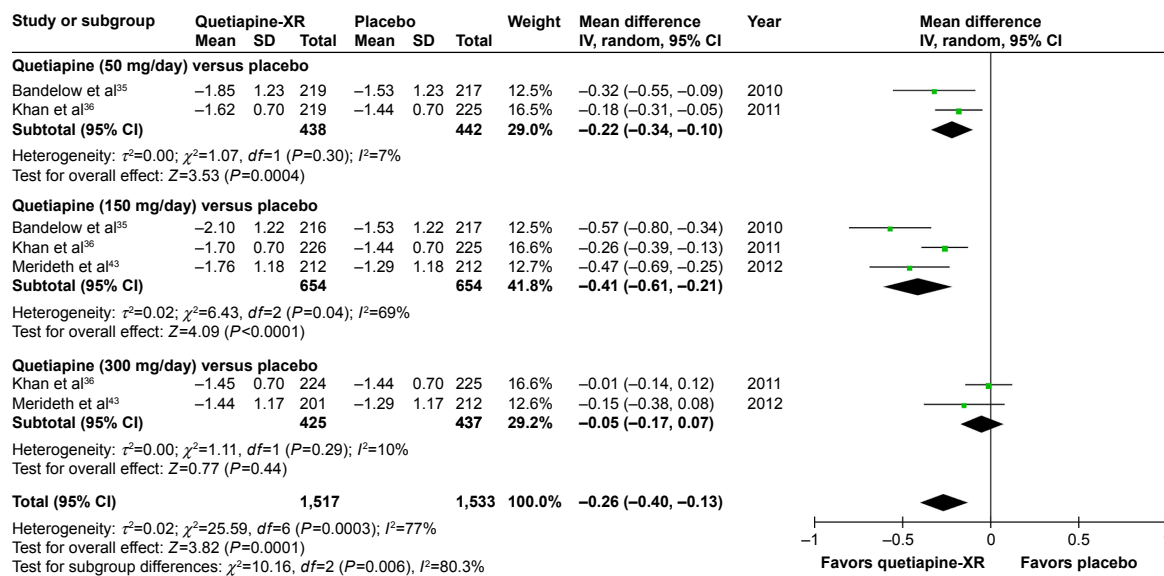 Study or subgroup Quetiapine-XR Placebo Weight Mean difference Year Mean difference
Mean SD Total Mean SD Total IV, random, 95% CI IV, random, 95% CI
Quetiapine (50 mg/day) versus placebo
Bandelow et al³⁵ –1.85 1.23 219 –1.53 1.23 217 12.5% –0.32 (–0.55, –0.09) 2010
Khan et al³⁶ –1.62 0.70 219 –1.44 0.70 225 16.5% –0.18 (–0.31, –0.05) 2011
Subtotal (95% CI) 438 442 29.0% –0.22 (–0.34, –0.10)
Heterogeneity: τ²=0.00; χ²=1.07, df=1 (P=0.30); I²=7%
Test for overall effect: Z=3.53 (P=0.0004)
Quetiapine (150 mg/day) versus placebo
Bandelow et al³⁵ –2.10 1.22 216 –1.53 1.22 217 12.5% –0.57 (–0.80, –0.34) 2010
Khan et al³⁶ –1.70 0.70 226 –1.44 0.70 225 16.6% –0.26 (–0.39, –0.13) 2011
Merideth et al⁴³ –1.76 1.18 212 –1.29 1.18 212 12.7% –0.47 (–0.69, –0.25) 2012
Subtotal (95% CI) 654 654 41.8% –0.41 (–0.61, –0.21)
Heterogeneity: τ²=0.02; χ²=6.43, df=2 (P=0.04); I²=69%
Test for overall effect: Z=4.09 (P<0.0001)
Quetiapine (300 mg/day) versus placebo
Khan et al³⁶ –1.45 0.70 224 –1.44 0.70 225 16.6% –0.01 (–0.14, 0.12) 2011
Merideth et al⁴³ –1.44 1.17 201 –1.29 1.17 212 12.6% –0.15 (–0.38, 0.08) 2012
Subtotal (95% CI) 425 437 29.2% –0.05 (–0.17, 0.07)
Heterogeneity: τ²=0.00; χ²=1.11, df=1 (P=0.29); I²=10%
Test for overall effect: Z=0.77 (P=0.44)
Total (95% CI) 1,517 1,533 100.0% –0.26 (–0.40, –0.13)
Heterogeneity: τ²=0.02; χ²=25.59, df=6 (P=0.0003); I²=77%
Test for overall effect: Z=3.82 (P=0.0001)
Test for subgroup differences: χ²=10.16, df=2 (P=0.006), I²=80.3%
–1 –0.5 0 0.5 1
Favors quetiapine-XR Favors placebo